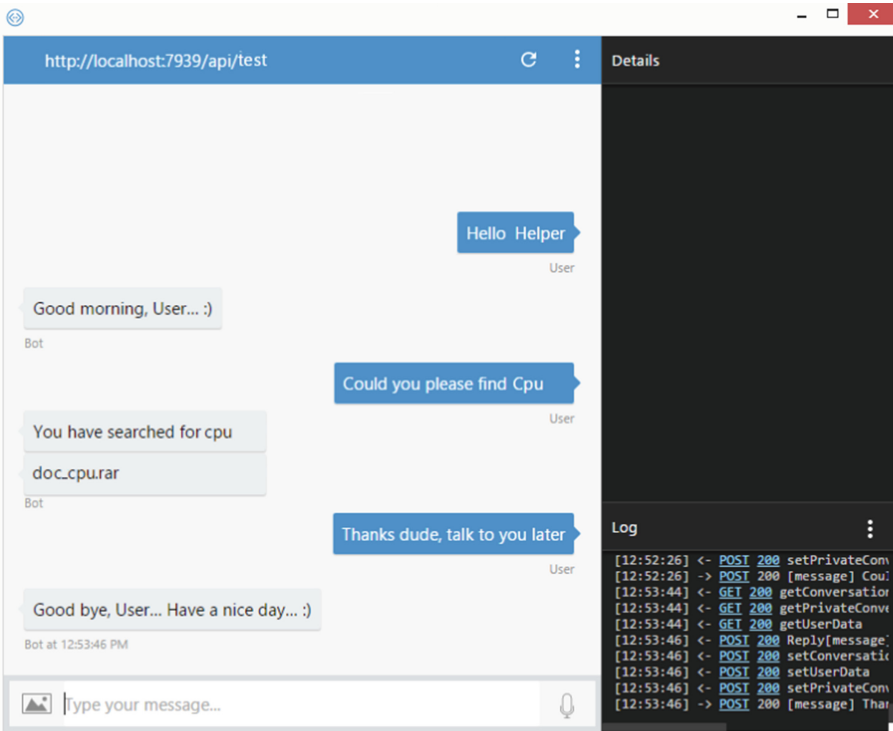 http://localhost:7939/api/test
Hello Helper
User
Good morning, User... :)
Bot
Could you please find Cpu
User
You have searched for cpu
doc_cpu.rar
Bot
Thanks dude, talk to you later
User
Good bye, User... Have a nice day... :)
Bot at 12:53:46 PM
Type your message...
Details
Log
[12:52:26] <- POST 200 setPrivateConv
[12:52:26] -> POST 200 [message] Coul
[12:53:44] <- GET 200 getConversation
[12:53:44] <- GET 200 getPrivateConve
[12:53:44] <- GET 200 getUserData
[12:53:46] <- POST 200 Reply[message]
[12:53:46] <- POST 200 setConversatic
[12:53:46] <- POST 200 setUserData
[12:53:46] <- POST 200 setPrivateConv
[12:53:46] -> POST 200 [message] Than